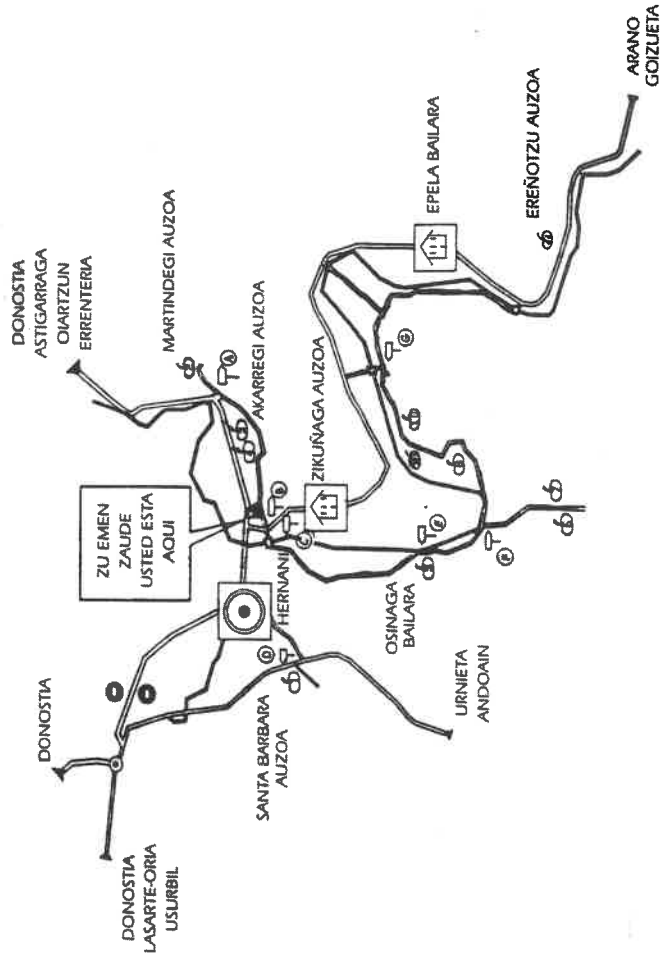 DONOSTIA
LASARTE-ORIA
USURBIL
DONOSTIA
SANTA BARBARA
AUZOA
D
URNIETA
ANDOAIN
HERNANI
ZU EMEN
ZAUDE
USTED ESTA
AQUI
OSINAGA
BAILARA
C
B
E
F
ZIKUÑAGA AUZOA
AKARREGI AUZOA
A
MARTINDEGI AUZOA
DONOSTIA
ASTIGARRAGA
OIARTZUN
ERRENTERIA
G
EPELA BAILARA
EREÑOTZU AUZOA
ARANO
GOIZUETA